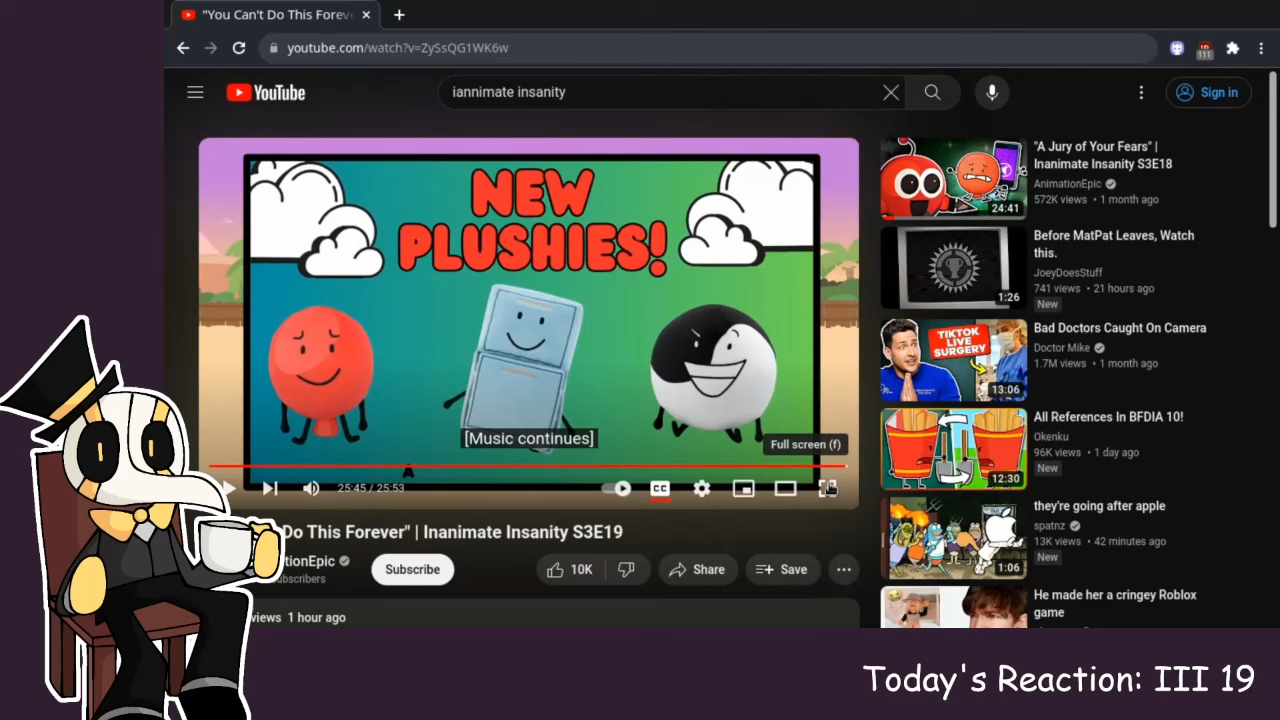 "You Can't Do This Foreve
youtube.com/watch?v=ZySsQG1WK6w
111
YouTube
iannimate insanity
Sign in
NEW
PLUSHIES!
[Music continues]
Full screen (f)
25:45 / 25:53
CC
Do This Forever" | Inanimate Insanity S3E19
tionEpic
ubscribers
Subscribe
10K
Share
Save
views 1 hour ago
24:41
"A Jury of Your Fears" |
Inanimate Insanity S3E18
AnimationEpic
572K views • 1 month ago
1:26
Before MatPat Leaves, Watch
this.
JoeyDoesStuff
741 views • 21 hours ago
New
TIKTOK
LIVE
SURGERY
13:06
Bad Doctors Caught On Camera
Doctor Mike
1.7M views • 1 month ago
12:30
All References In BFDIA 10!
Okenku
96K views • 1 day ago
New
1:06
they're going after apple
spatnz
13K views • 42 minutes ago
New
He made her a cringey Roblox
game
Today's Reaction: III 19